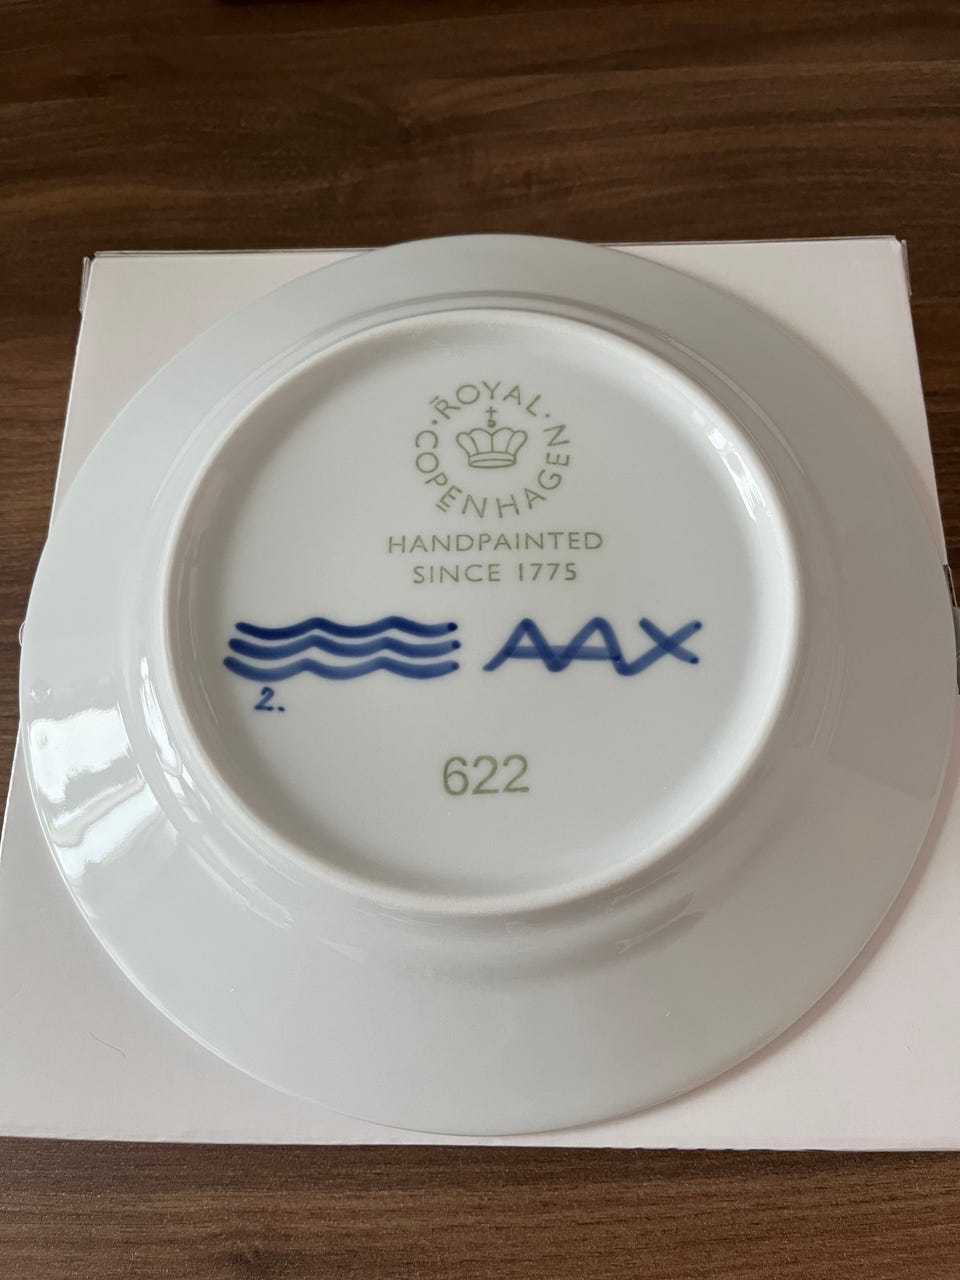 ROYAL COPENHAGEN
HANDPAINTED
SINCE 1775
AAX
2.
622